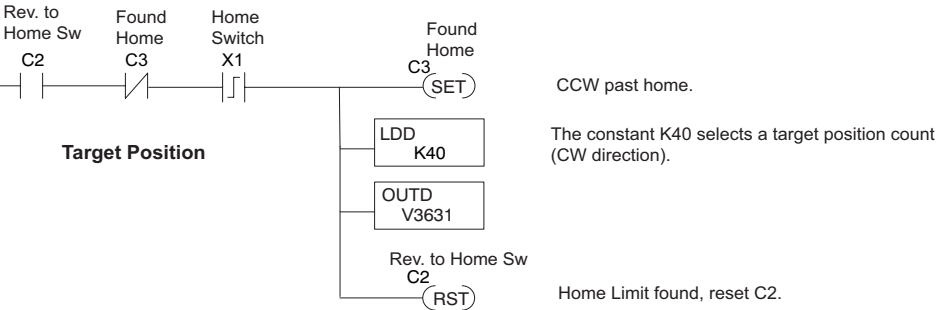 Rev. to
Home Sw
C2
Found
Home
C3
Home
Switch
X1
Found
Home
C3
SET
CCW past home.
Target Position
LDD
K40
The constant K40 selects a target position count
(CW direction).
OUTD
V3631
Rev. to Home Sw
C2
RST
Home Limit found, reset C2.